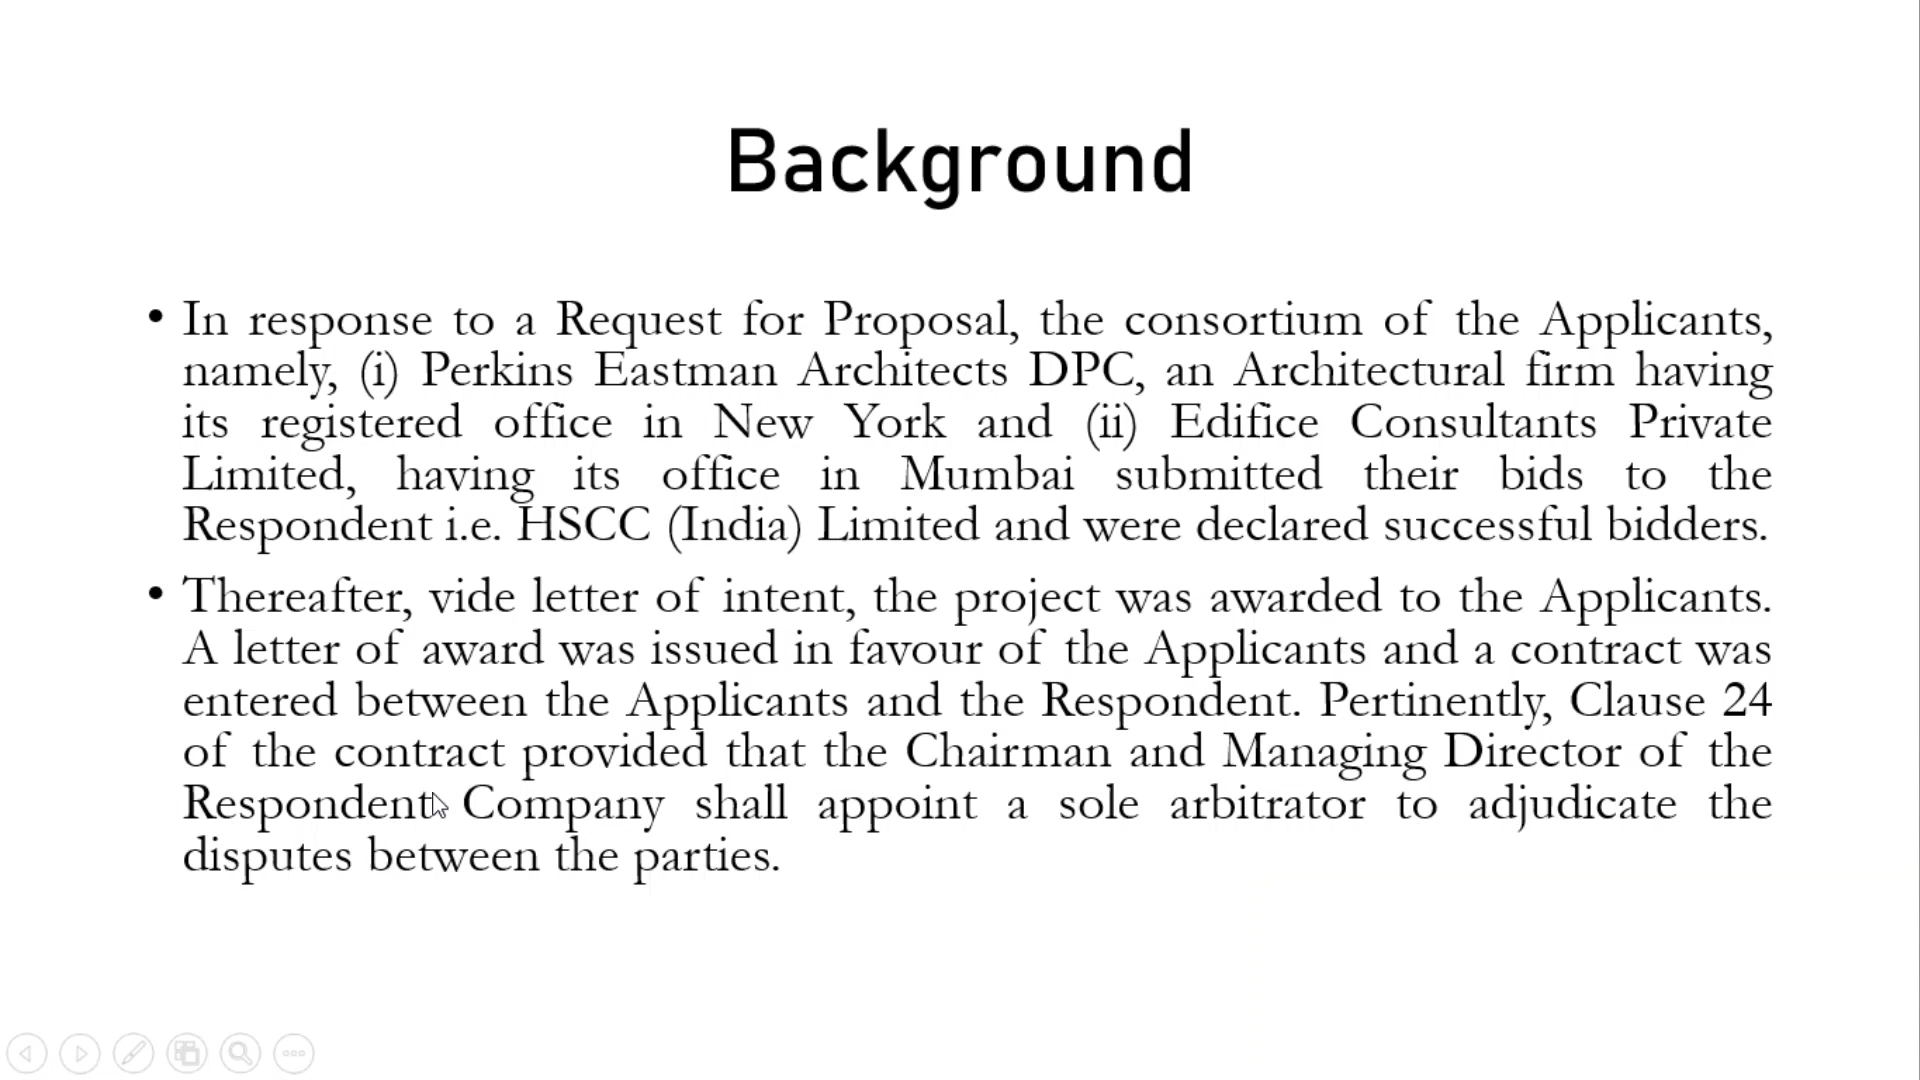 Background
• In response to a Request for Proposal, the consortium of the Applicants,
namely, (i) Perkins Eastman Architects DPC, an Architectural firm having
its registered office in New York and (ii) Edifice Consultants Private
Limited, having its office in Mumbai submitted their bids to the
Respondent i.e. HSCC (India) Limited and were declared successful bidders.
• Thereafter, vide letter of intent, the project was awarded to the Applicants.
A letter of award was issued in favour of the Applicants and a contract was
entered between the Applicants and the Respondent. Pertinently, Clause 24
of the contract provided that the Chairman and Managing Director of the
Respondent Company shall appoint a sole arbitrator to adjudicate the
disputes between the parties.